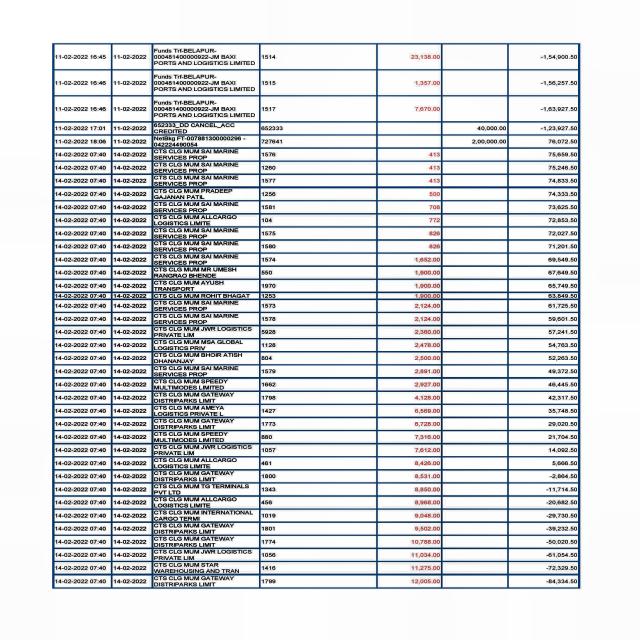 Funds Trf-BELAPUR-
11-02-2022 16:45 11-02-2022 000481400000922-JM BAXI 1514 23,138.00 -1,54,900.50
PORTS AND LOGISTICS LIMITED
Funds Trf-BELAPUR-
11-02-2022 16:46 11-02-2022 000481400000922-JM BAXI 1515 1,357.00 -1,56,257.50
PORTS AND LOGISTICS LIMITED
Funds Trf-BELAPUR-
11-02-2022 16:46 11-02-2022 000481400000922-JM BAXI 1517 7,670.00 -1,63,927.50
PORTS AND LOGISTICS LIMITED
11-02-2022 17:01 11-02-2022 652333_DD CANCEL_ACC 652333 40,000.00 -1,23,927.50
CREDITED
11-02-2022 18:06 11-02-2022 NetBkg FT-007881300000296 - 727641 2,00,000.00 76,072.50
042224490054
14-02-2022 07:40 14-02-2022 CTS CLG MUM SAI MARINE 1576 413 75,659.50
SERVICES PROP
14-02-2022 07:40 14-02-2022 CTS CLG MUM SAI MARINE 1260 413 75,246.50
SERVICES PROP
14-02-2022 07:40 14-02-2022 CTS CLG MUM SAI MARINE 1577 413 74,833.50
SERVICES PROP
14-02-2022 07:40 14-02-2022 CTS CLG MUM PRADEEP 1256 500 74,333.50
GAJANAN PATIL
14-02-2022 07:40 14-02-2022 CTS CLG MUM SAI MARINE 1581 708 73,625.50
SERVICES PROP
14-02-2022 07:40 14-02-2022 CTS CLG MUM ALLCARGO 104 772 72,853.50
LOGISTICS LIMITE
14-02-2022 07:40 14-02-2022 CTS CLG MUM SAI MARINE 1575 826 72,027.50
SERVICES PROP
14-02-2022 07:40 14-02-2022 CTS CLG MUM SAI MARINE 1580 826 71,201.50
SERVICES PROP
14-02-2022 07:40 14-02-2022 CTS CLG MUM SAI MARINE 1574 1,652.00 69,549.50
SERVICES PROP
14-02-2022 07:40 14-02-2022 CTS CLG MUM MR UMESH 550 1,900.00 67,649.50
RANGRAO BHENDE
14-02-2022 07:40 14-02-2022 CTS CLG MUM AYUSH 1970 1,900.00 65,749.50
TRANSPORT
14-02-2022 07:40 14-02-2022 CTS CLG MUM ROHIT BHAGAT 1253 1,900.00 63,849.50
14-02-2022 07:40 14-02-2022 CTS CLG MUM SAI MARINE 1573 2,124.00 61,725.50
SERVICES PROP
14-02-2022 07:40 14-02-2022 CTS CLG MUM SAI MARINE 1578 2,124.00 59,601.50
SERVICES PROP
14-02-2022 07:40 14-02-2022 CTS CLG MUM JWR LOGISTICS 5928 2,360.00 57,241.50
PRIVATE LIM
14-02-2022 07:40 14-02-2022 CTS CLG MUM MSA GLOBAL 1128 2,478.00 54,763.50
LOGISTICS PRIV
14-02-2022 07:40 14-02-2022 CTS CLG MUM BHOIR ATISH 804 2,500.00 52,263.50
DHANANJAY
14-02-2022 07:40 14-02-2022 CTS CLG MUM SAI MARINE 1579 2,891.00 49,372.50
SERVICES PROP
14-02-2022 07:40 14-02-2022 CTS CLG MUM SPEEDY 1662 2,927.00 46,445.50
MULTIMODES LIMITED
14-02-2022 07:40 14-02-2022 CTS CLG MUM GATEWAY 1798 4,128.00 42,317.50
DISTRIPARKS LIMIT
14-02-2022 07:40 14-02-2022 CTS CLG MUM AMEYA 1427 6,569.00 35,748.50
LOGISTICS PRIVATE L
14-02-2022 07:40 14-02-2022 CTS CLG MUM GATEWAY 1773 6,728.00 29,020.50
DISTRIPARKS LIMIT
14-02-2022 07:40 14-02-2022 CTS CLG MUM SPEEDY 880 7,316.00 21,704.50
MULTIMODES LIMITED
14-02-2022 07:40 14-02-2022 CTS CLG MUM JWR LOGISTICS 1057 7,612.00 14,092.50
PRIVATE LIM
14-02-2022 07:40 14-02-2022 CTS CLG MUM ALLCARGO 461 8,426.00 5,666.50
LOGISTICS LIMITE
14-02-2022 07:40 14-02-2022 CTS CLG MUM GATEWAY 1800 8,531.00 -2,864.50
DISTRIPARKS LIMIT
14-02-2022 07:40 14-02-2022 CTS CLG MUM TG TERMINALS 1343 8,850.00 -11,714.50
PVT LTD
14-02-2022 07:40 14-02-2022 CTS CLG MUM ALLCARGO 456 8,968.00 -20,682.50
LOGISTICS LIMITE
14-02-2022 07:40 14-02-2022 CTS CLG MUM INTERNATIONAL 1019 9,048.00 -29,730.50
CARGO TERMI
14-02-2022 07:40 14-02-2022 CTS CLG MUM GATEWAY 1801 9,502.00 -39,232.50
DISTRIPARKS LIMIT
14-02-2022 07:40 14-02-2022 CTS CLG MUM GATEWAY 1774 10,788.00 -50,020.50
DISTRIPARKS LIMIT
14-02-2022 07:40 14-02-2022 CTS CLG MUM JWR LOGISTICS 1056 11,034.00 -61,054.50
PRIVATE LIM
14-02-2022 07:40 14-02-2022 CTS CLG MUM STAR 1416 11,275.00 -72,329.50
WAREHOUSING AND TRAN
14-02-2022 07:40 14-02-2022 CTS CLG MUM GATEWAY 1799 12,005.00 -84,334.50
DISTRIPARKS LIMIT